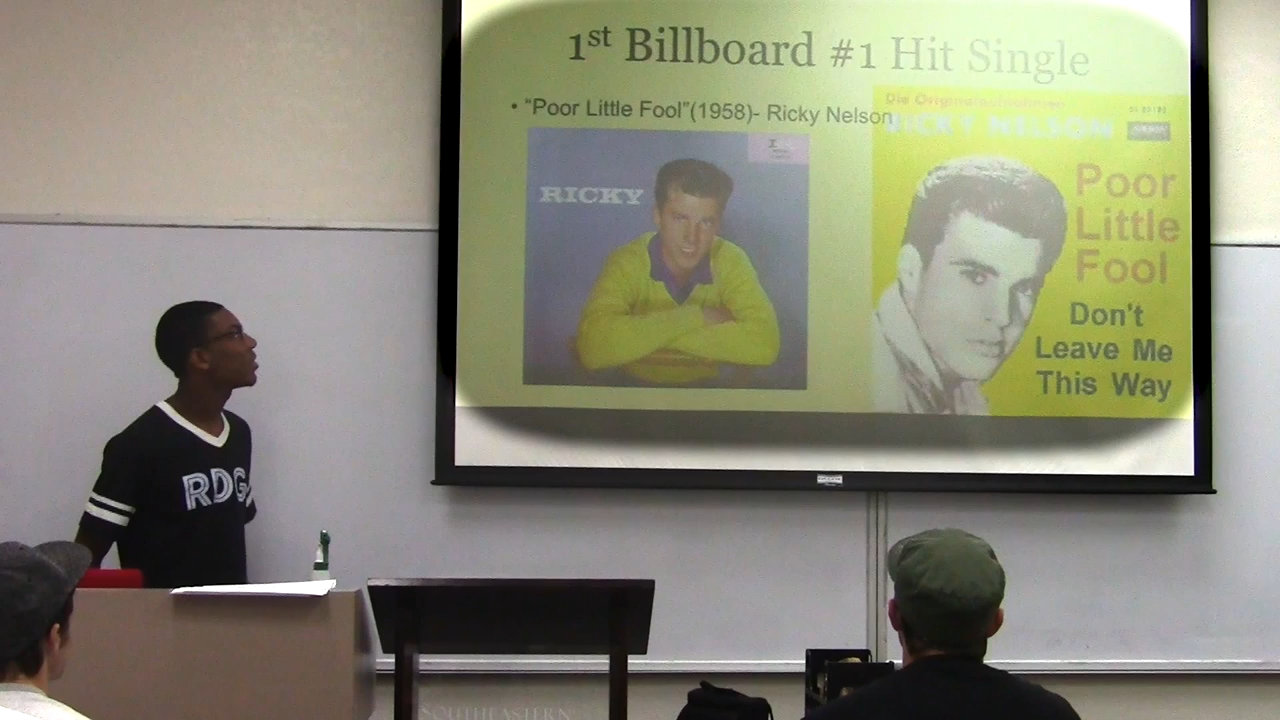 1st Billboard #1 Hit Single
• “Poor Little Fool”(1958)- Ricky Nelson
RICKY
Die Originalaufnahmen
RICKY NELSON
Poor
Little
Fool
Don't
Leave Me
This Way
RDG
SOUTHEASTERN